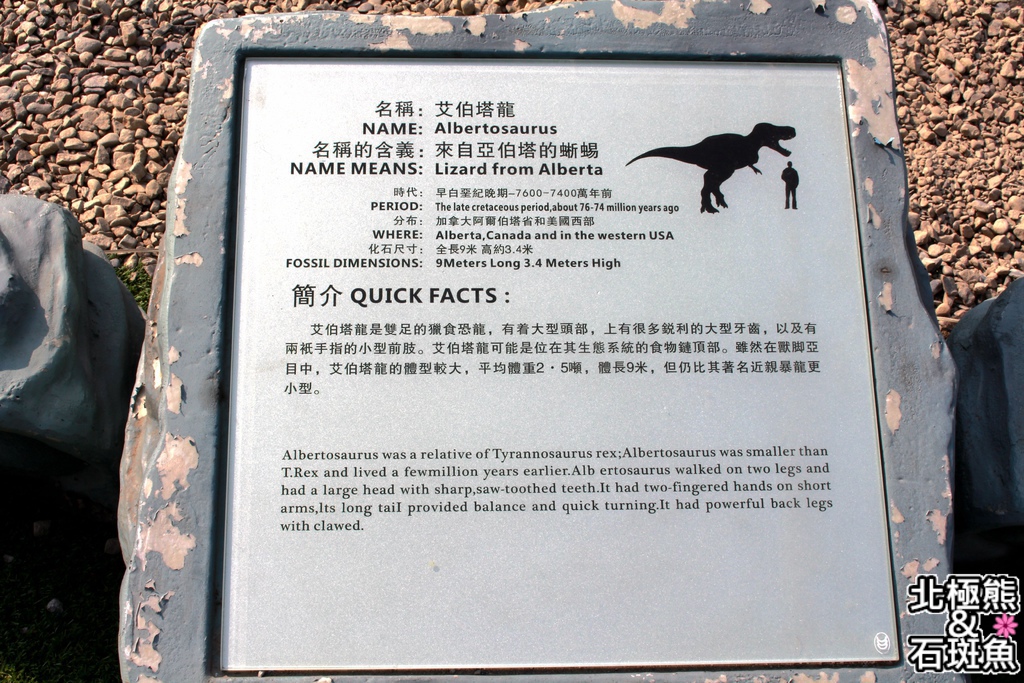 名稱：艾伯塔龍
NAME: Albertosaurus
名稱的含義：來自亞伯塔的蜥蜴
NAME MEANS: Lizard from Alberta
時代：早白垩紀晚期–7600-7400萬年前
PERIOD: The late cretaceous period,about 76-74 million years ago
分布：加拿大阿爾伯塔省和美國西部
WHERE: Alberta,Canada and in the western USA
化石尺寸：全長9米 高約3.4米
FOSSIL DIMENSIONS: 9Meters Long 3.4 Meters High
簡介 QUICK FACTS :
艾伯塔龍是雙足的獵食恐龍，有着大型頭部，上有很多鋭利的大型牙齒，以及有
兩衹手指的小型前肢。艾伯塔龍可能是位在其生態系統的食物鏈頂部。雖然在獸脚亞
目中，艾伯塔龍的體型較大，平均體重2·5噸，體長9米，但仍比其著名近親暴龍更
小型。
Albertosaurus was a relative of Tyrannosaurus rex;Albertosaurus was smaller than
T.Rex and lived a fewmillion years earlier.Alb ertosaurus walked on two legs and
had a large head with sharp,saw-toothed teeth.It had two-fingered hands on short
arms,lts long taiI provided balance and quick turning.It had powerful back legs
with clawed.
北極熊
&
石斑魚